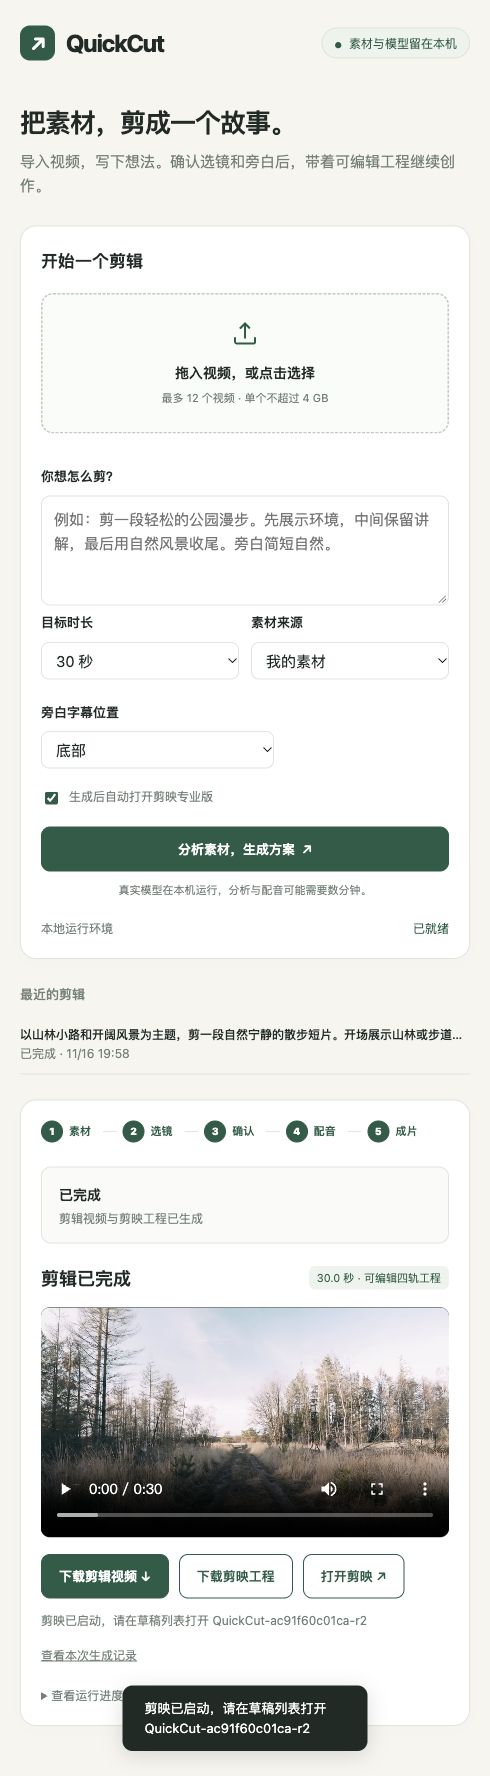 QuickCut
素材与模型留在本机
把素材，剪成一个故事。
导入视频，写下想法。确认选镜和旁白后，带着可编辑工程继续创
作。
开始一个剪辑
拖入视频，或点击选择
最多 12 个视频 · 单个不超过 4 GB
你想怎么剪?
例如：剪一段轻松的公园漫步。先展示环境，中间保留讲
解，最后用自然风景收尾。旁白简短自然。
目标时长
素材来源
30 秒
我的素材
旁白字幕位置
底部
生成后自动打开剪映专业版
分析素材，生成方案 ↗
真实模型在本机运行，分析与配音可能需要数分钟。
本地运行环境
已就绪
最近的剪辑
以山林小路和开阔风景为主题，剪一段自然宁静的散步短片。开场展示山林或步道...
已完成 · 11/16 19:58
1 素材
2 选镜
3 确认
4 配音
5 成片
已完成
剪辑视频与剪映工程已生成
剪辑已完成
30.0 秒 · 可编辑四轨工程
0:00 / 0:30
下载剪辑视频 ↓
下载剪映工程
打开剪映 ↗
剪映已启动，请在草稿列表打开 QuickCut-ac91f60c01ca-r2
查看本次生成记录
查看运行进度
剪映已启动，请在草稿列表打开
QuickCut-ac91f60c01ca-r2